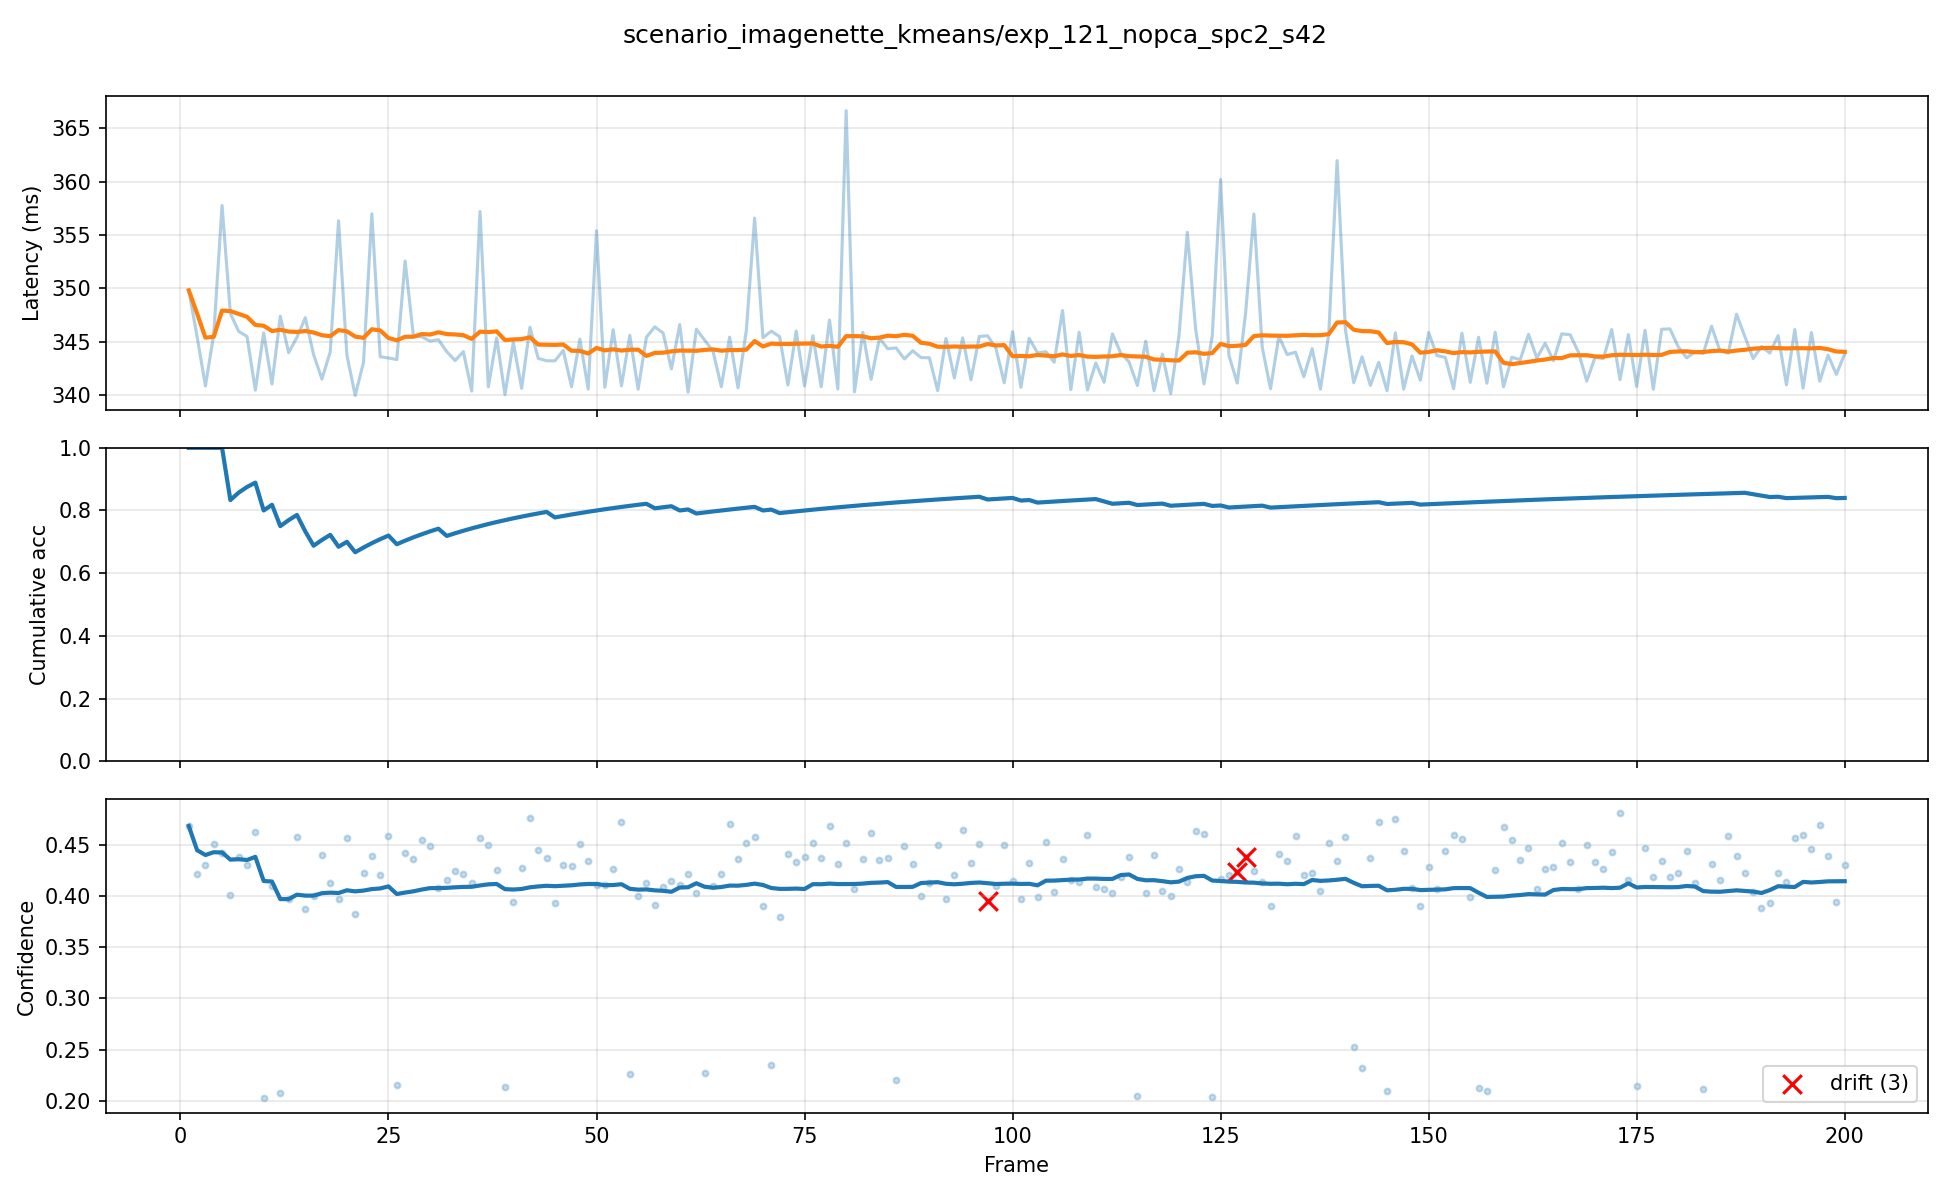 scenario_imagenette_kmeans/exp_121_nopca_spc2_s42
Latency (ms)
365
360
355
350
345
340
Cumulative acc
1.0
0.8
0.6
0.4
0.2
0.0
Confidence
0.45
0.40
0.35
0.30
0.25
0.20
drift (3)
0 25 50 75 100 125 150 175 200
Frame